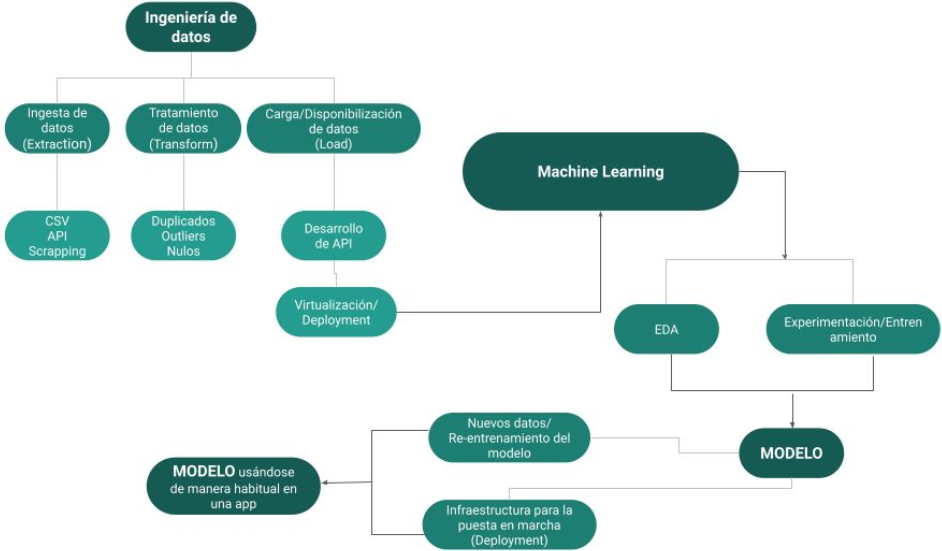 Ingeniería de
datos
Ingesta de
datos
(Extraction)
Tratamiento
de datos
(Transform)
Carga/Disponibilización
de datos
(Load)
CSV
API
Scrapping
Duplicados
Outliers
Nulos
Desarrollo
de API
Virtualización/
Deployment
Machine Learning
EDA
Experimentación/Entren
amiento
MODELO
Nuevos datos/
Re-entrenamiento del
modelo
Infraestructura para la
puesta en marcha
(Deployment)
MODELO usándose
de manera habitual en
una app